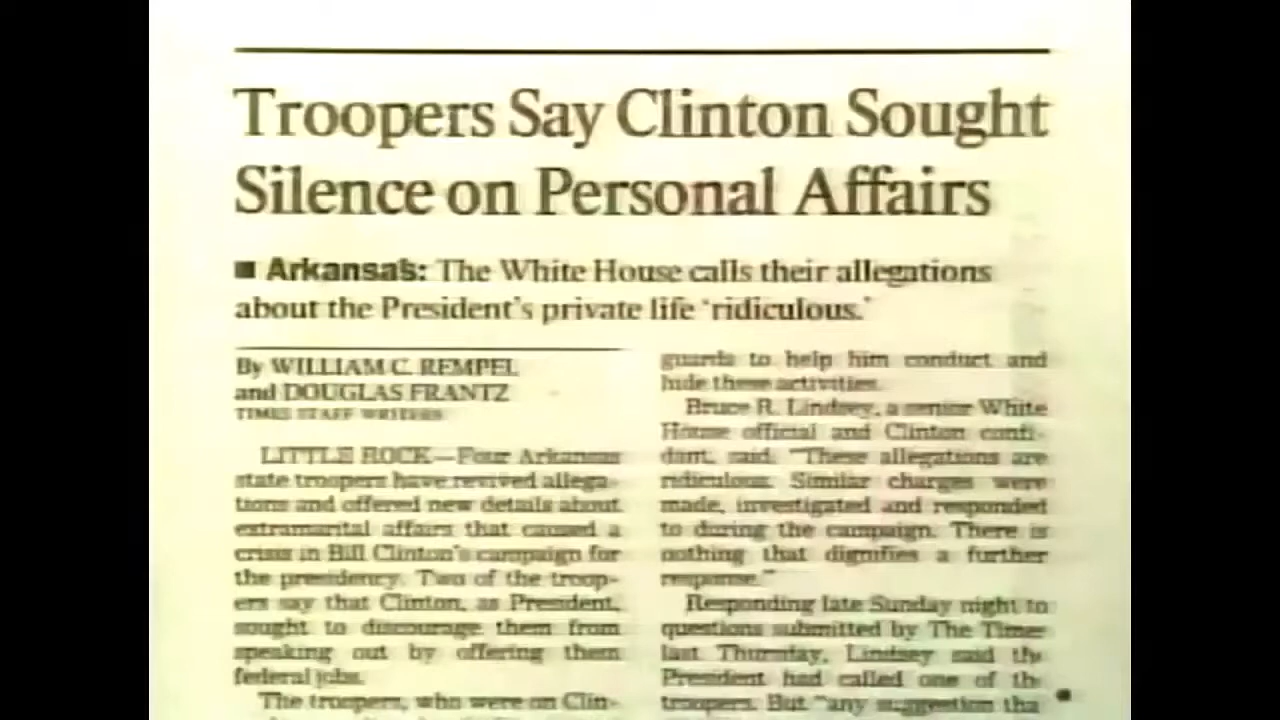 Troopers Say Clinton Sought
Silence on Personal Affairs
■ Arkansas: The White House calls their allegations
about the President's private life 'ridiculous.'
By WILLIAM C. REMPEL
and DOUGLAS FRANTZ
TIMES STAFF WRITERS
LITTLE ROCK—Four Arkansas
state troopers have revived allega-
tions and offered new details about
extramarital affairs that caused a
crisis in Bill Clinton's campaign for
the presidency. Two of the troop-
ers say that Clinton, as President,
sought to discourage them from
speaking out by offering them
federal jobs.
The troopers, who were on Clin-
guards to help him conduct and
hide these activities.
Bruce R. Lindsey, a senior White
House official and Clinton confi-
dant, said: "These allegations are
ridiculous. Similar charges were
made, investigated and responded
to during the campaign. There is
nothing that dignifies a further
response."
Responding late Sunday night to
questions submitted by The Times
last Thursday, Lindsey said the
President had called one of the
troopers. But "any suggestion tha